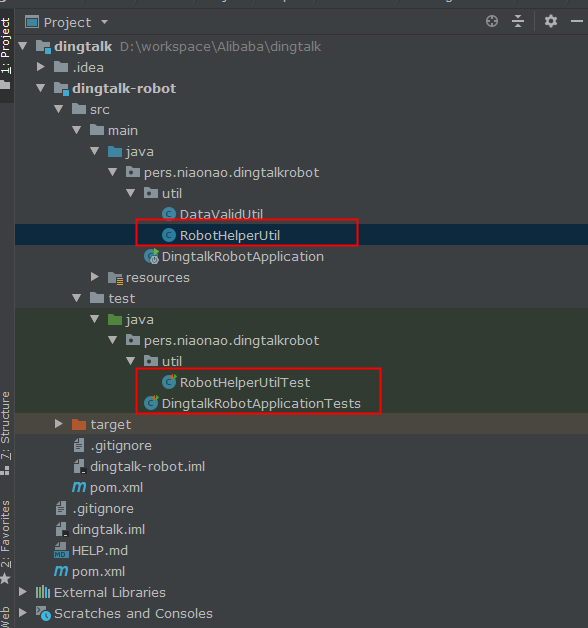 Project
1: Project
dingtalk D:\workspace\Alibaba\dingtalk
.idea
dingtalk-robot
src
main
java
pers.niaonao.dingtalkrobot
util
DataValidUtil
RobotHelperUtil
DingtalkRobotApplication
resources
test
java
pers.niaonao.dingtalkrobot
util
RobotHelperUtilTest
DingtalkRobotApplicationTests
7: Structure
target
.gitignore
dingtalk-robot.iml
pom.xml
2: Favorites
.gitignore
dingtalk.iml
HELP.md
pom.xml
External Libraries
Web
Scratches and Consoles